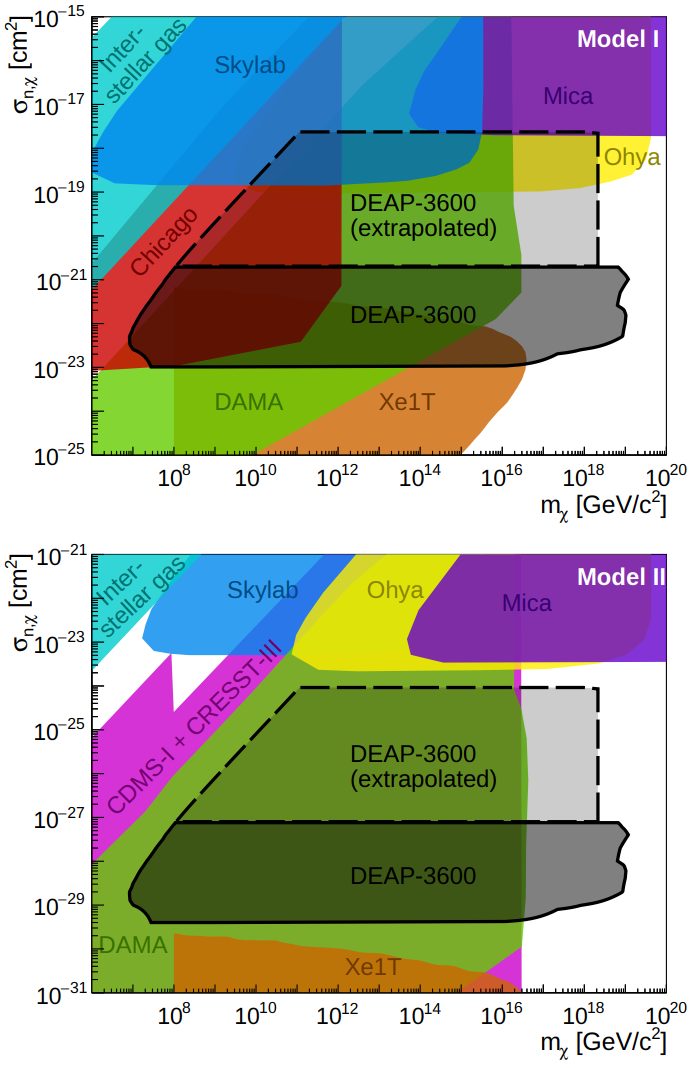 10−15
10−17
10−19
10−21
10−23
10−25
σn,χ [cm2]
Inter-
stellar gas
Skylab
Model I
Mica
Ohya
Chicago
DEAP-3600
(extrapolated)
DEAP-3600
DAMA
Xe1T
108 1010 1012 1014 1016 1018 1020
mχ [GeV/c2]
10−21
10−23
10−25
10−27
10−29
10−31
σn,χ [cm2]
Inter-
stellar gas
Skylab
Ohya
Model II
Mica
CDMS-I + CRESST-III
DEAP-3600
(extrapolated)
DEAP-3600
DAMA
Xe1T
108 1010 1012 1014 1016 1018 1020
mχ [GeV/c2]